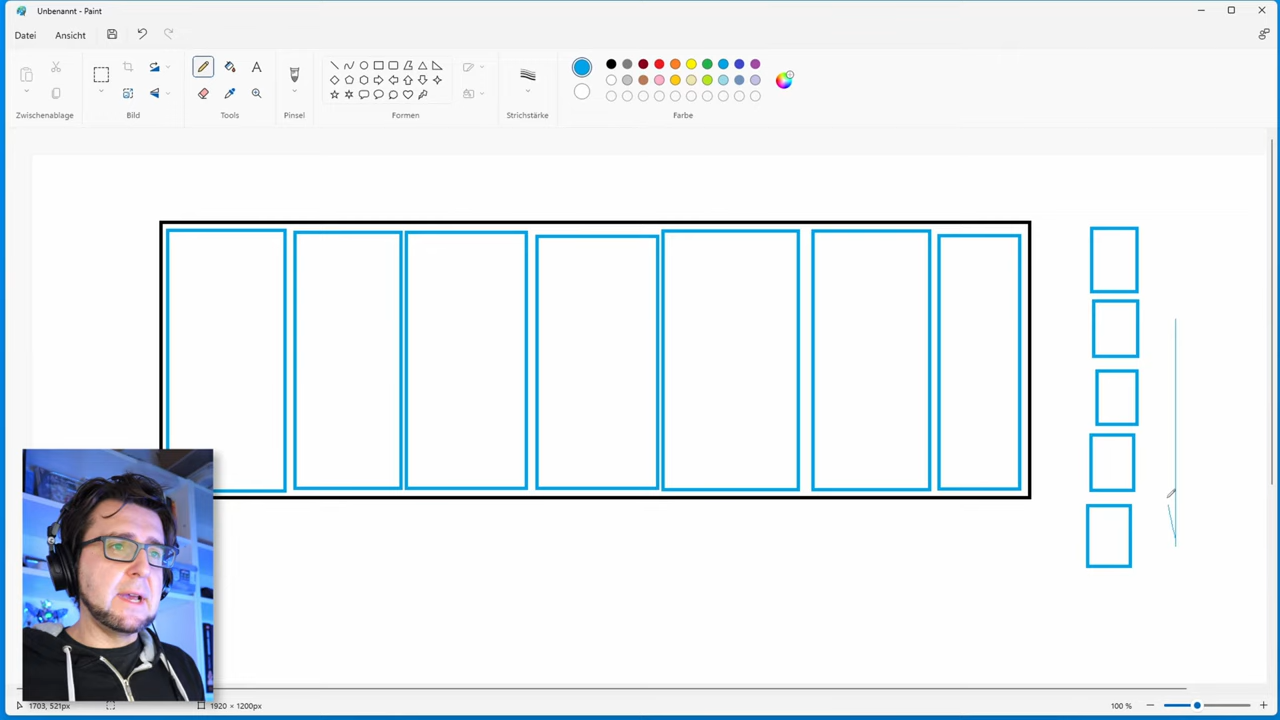 Unbenannt - Paint
Datei Ansicht
Zwischenablage Bild Tools Pinsel Formen Strichstärke Farbe
1703, 521px 1920 × 1200px 100 %